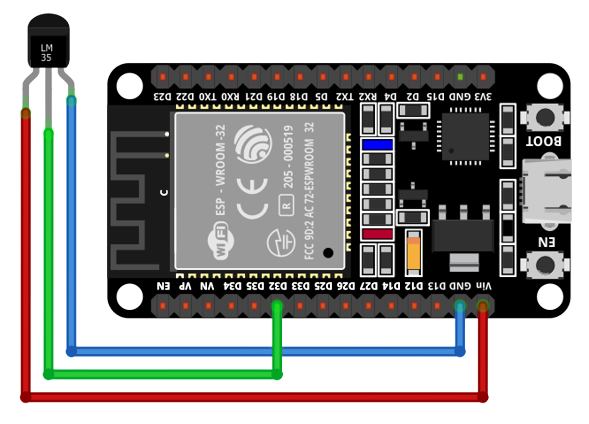 LM
35
D23 D22 TX0 RX0 D21 D19 D18 D5 TX2 RX2 D4 D2 D15 GND 3V3
BOOT
C
Wi Fi
ESP - WROOM-32
CE
R 205 - 000519
FCC 9D:2 AC 72-ESPWROOM 32
EN
EN VP VN D34 D35 D32 D33 D25 D26 D27 D14 D12 D13 GND Vin